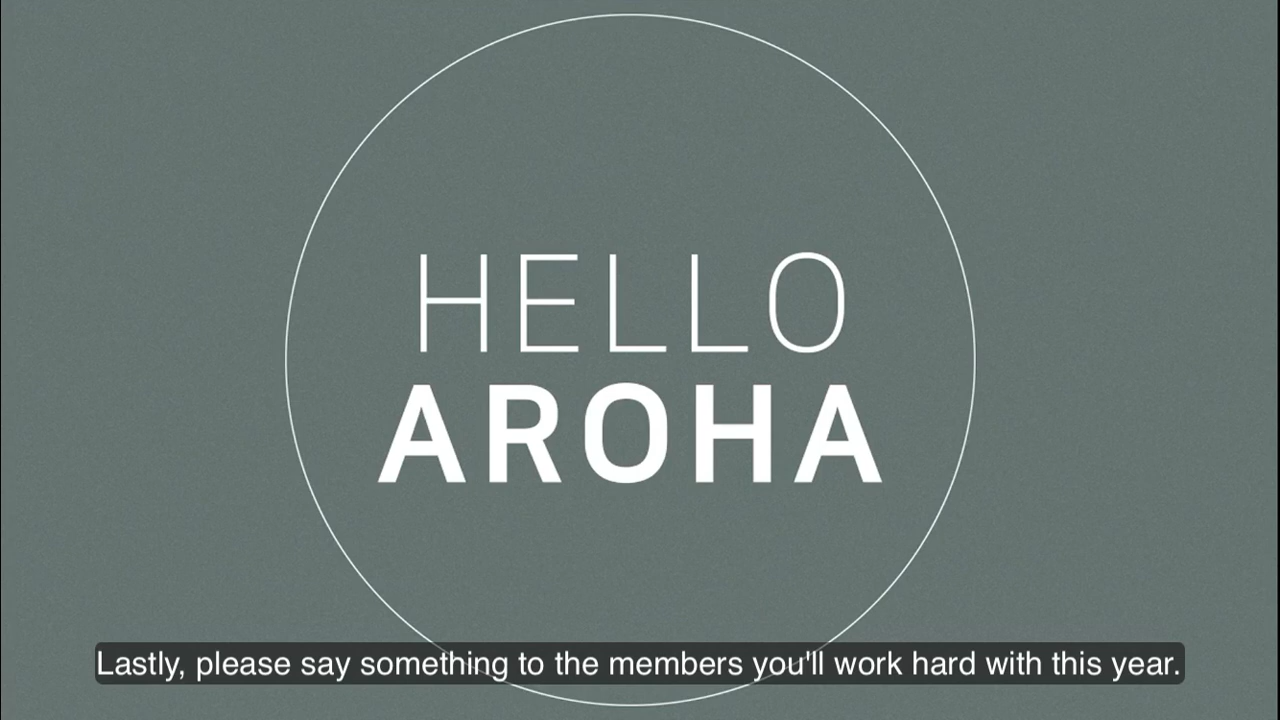 HELLO
AROHA
Lastly, please say something to the members you'll work hard with this year.